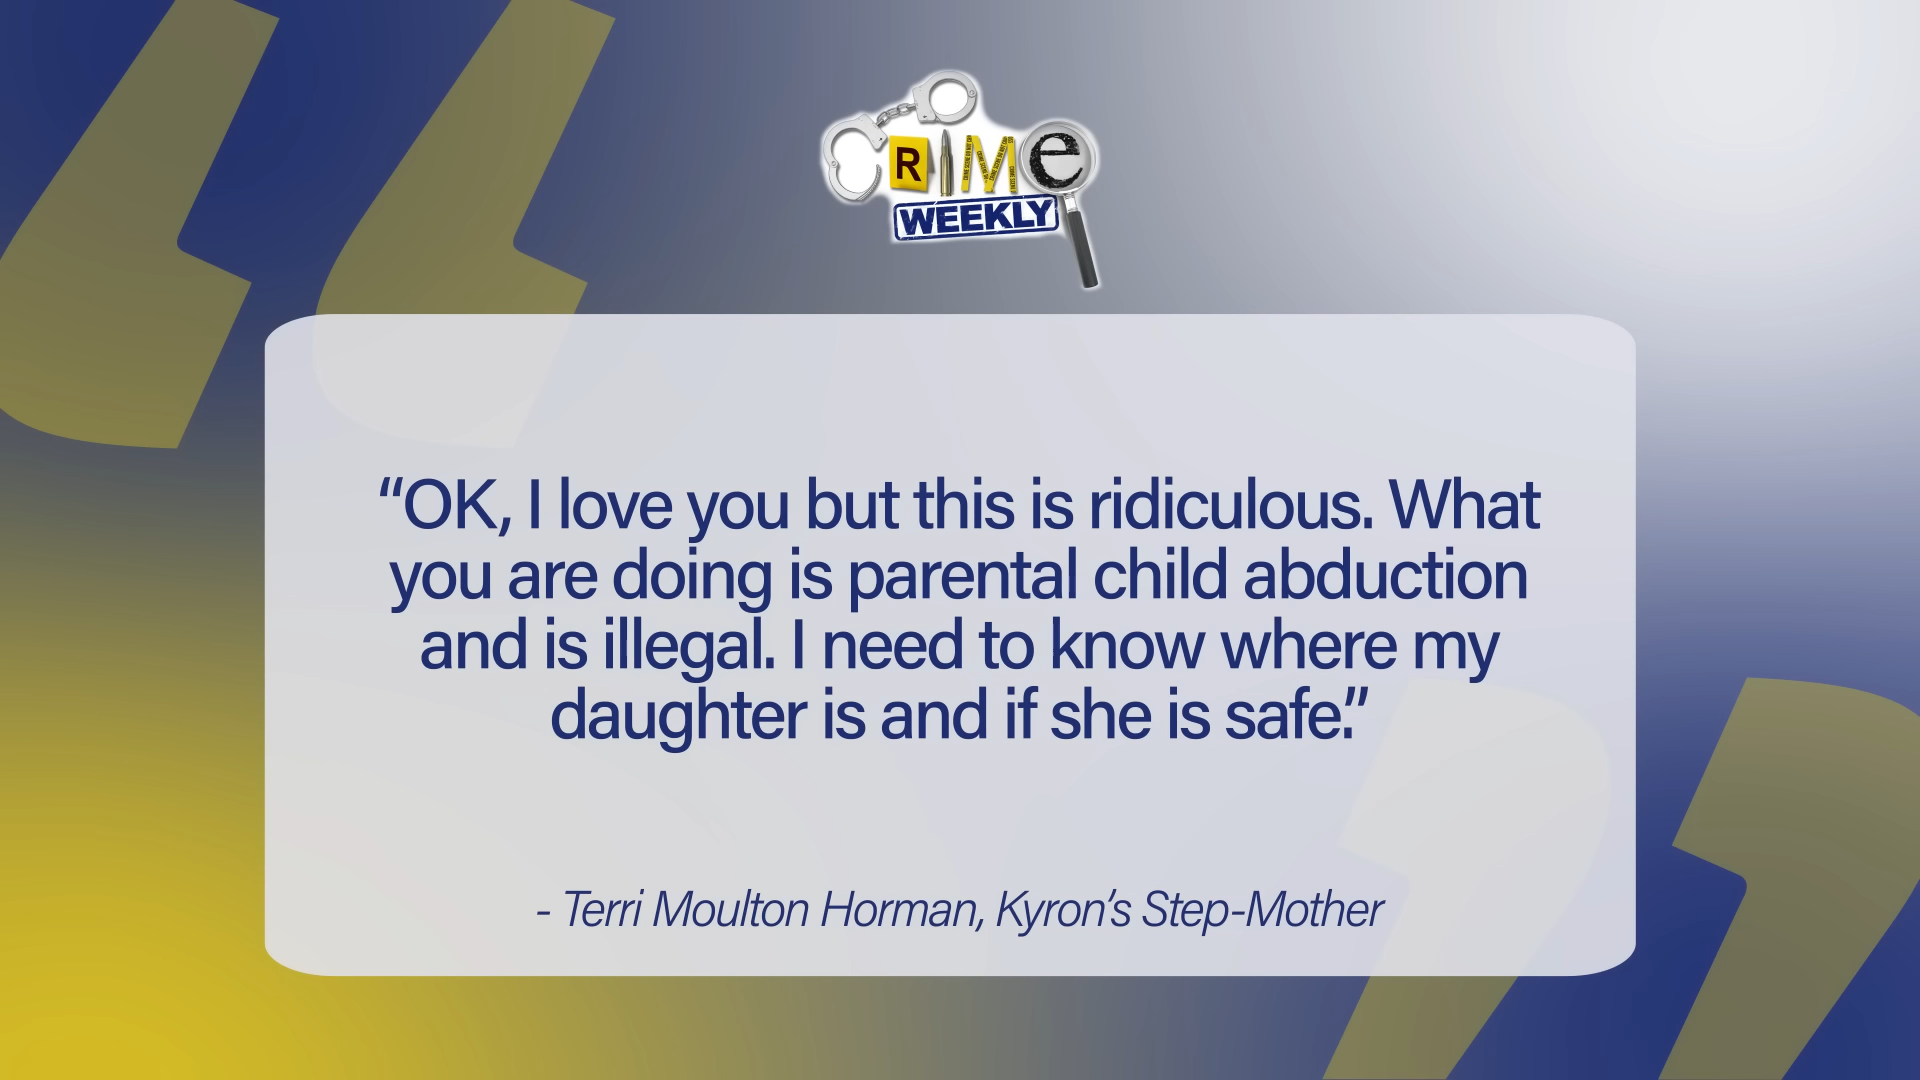 CRIMe
WEEKLY
“OK, I love you but this is ridiculous. What
you are doing is parental child abduction
and is illegal. I need to know where my
daughter is and if she is safe.”
- Terri Moulton Horman, Kyron’s Step-Mother